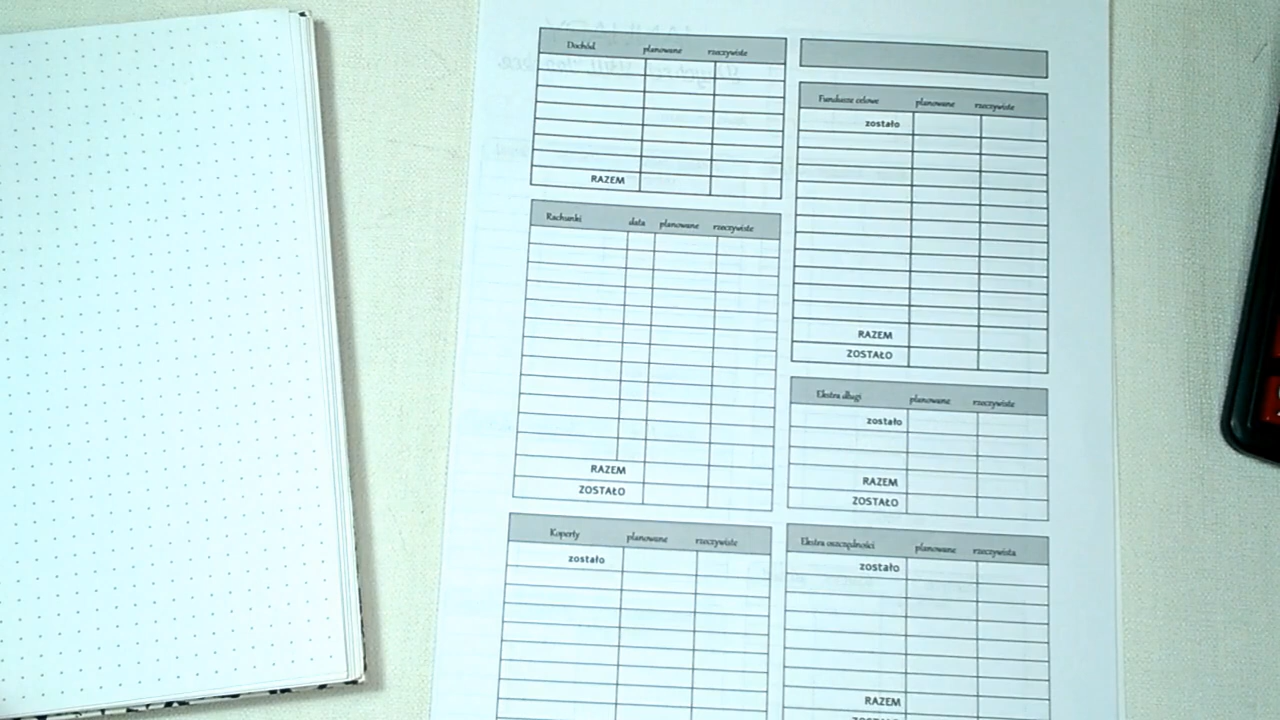 Dochód planowane rzeczywiste
RAZEM
Rachunki data planowane rzeczywiste
RAZEM
ZOSTAŁO
Koperty planowane rzeczywiste
zostało
Fundusze celowe planowane rzeczywiste
zostało
RAZEM
ZOSTAŁO
Ekstra długi planowane rzeczywiste
zostało
RAZEM
ZOSTAŁO
Ekstra oszczędności planowane rzeczywista
zostało
RAZEM